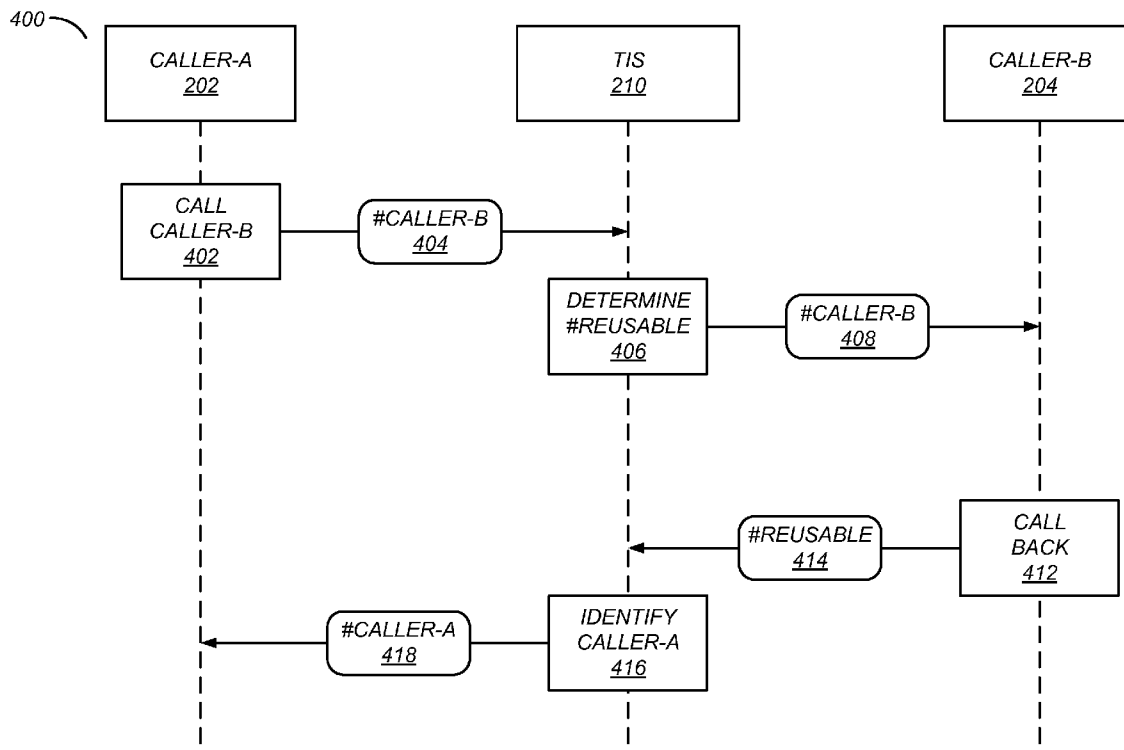 400
CALLER-A
202
TIS
210
CALLER-B
204
CALL
CALLER-B
402
#CALLER-B
404
DETERMINE
#REUSABLE
406
#CALLER-B
408
CALL
BACK
412
#REUSABLE
414
IDENTIFY
CALLER-A
416
#CALLER-A
418